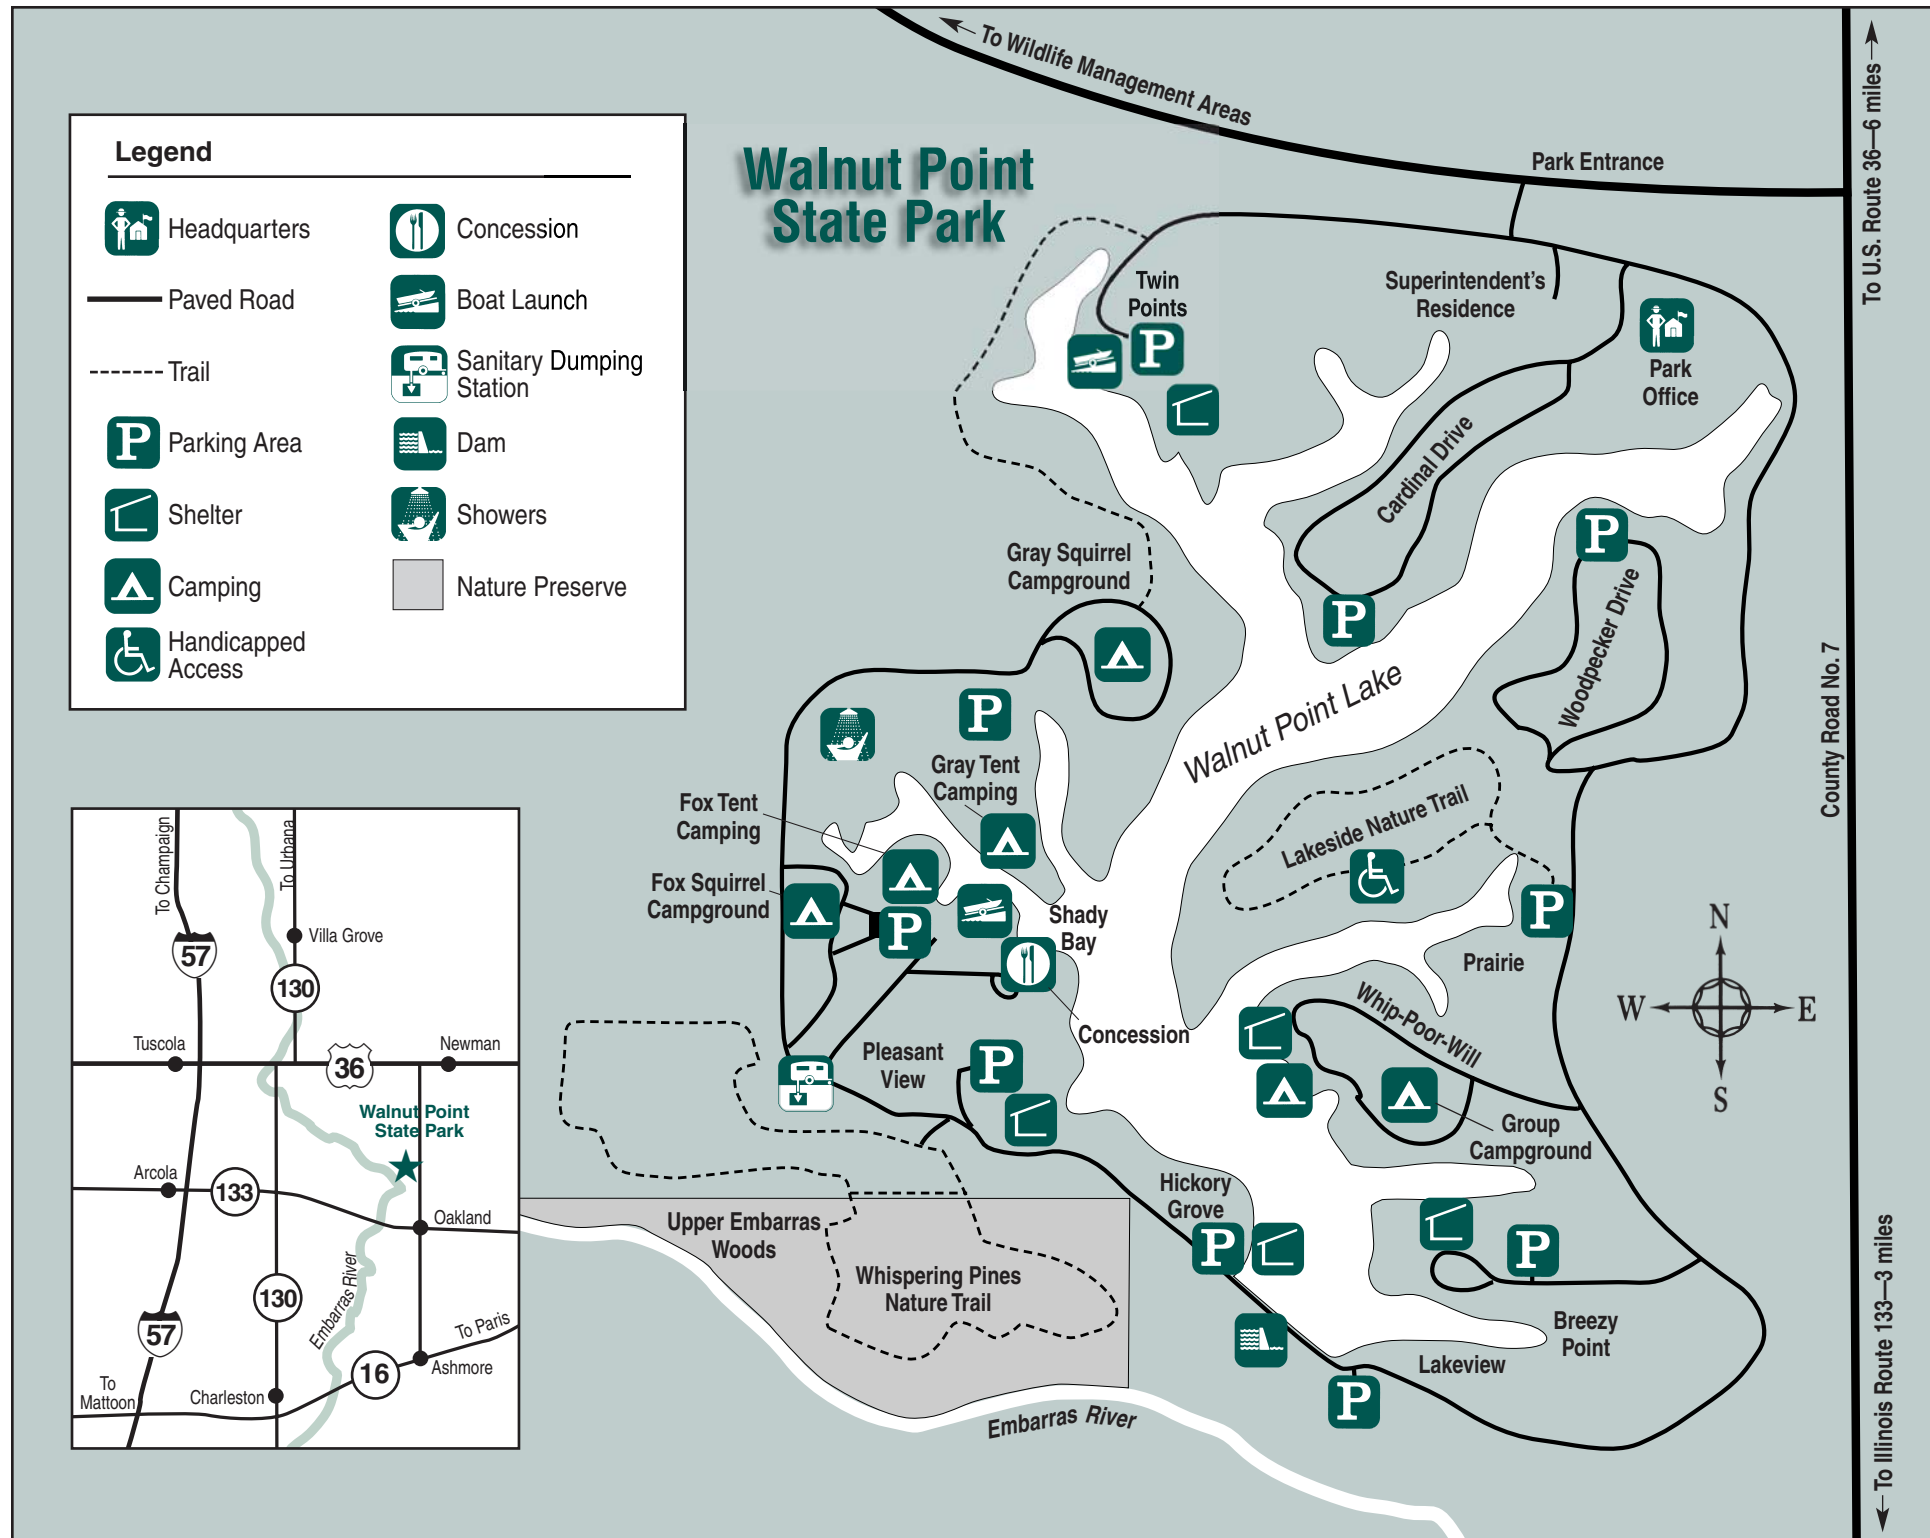 To Wildlife Management Areas
Park Entrance
To U.S. Route 36—6 miles
Walnut Point
State Park
Legend
Headquarters
Paved Road
Trail
P
Parking Area
Shelter
Camping
Handicapped
Access
Concession
Boat Launch
Sanitary Dumping
Station
Dam
Showers
Nature Preserve
Twin
Points
P
Superintendent's
Residence
Park
Office
Cardinal Drive
P
P
Woodpecker Drive
Gray Squirrel
Campground
Walnut Point Lake
County Road No. 7
P
Gray Tent
Camping
Fox Tent
Camping
Fox Squirrel
Campground
P
Lakeside Nature Trail
P
Shady
Bay
Prairie
Concession
Whip-Poor-Will
Pleasant
View
P
Group
Campground
N
W
E
S
Hickory
Grove
P
P
Upper Embarras
Woods
Whispering Pines
Nature Trail
Breezy
Point
Lakeview
P
Embarras River
To Illinois Route 133—3 miles
To Champaign
To Urbana
Villa Grove
57
130
Tuscola
36
Newman
Walnut Point
State Park
Arcola
133
Oakland
Embarras River
130
57
To Paris
16
Ashmore
To
Mattoon
Charleston